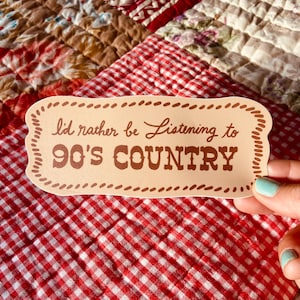 I'd rather be Listening to
90's COUNTRY